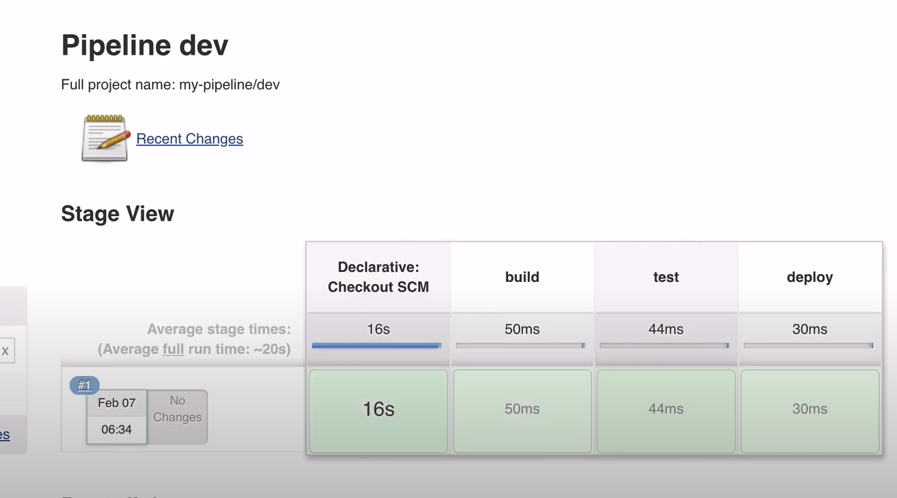 Pipeline dev
Full project name: my-pipeline/dev
Recent Changes
Stage View
Declarative:
Checkout SCM
build
test
deploy
Average stage times:
(Average full run time: ~20s)
16s
50ms
44ms
30ms
x
#1
Feb 07
06:34
No
Changes
16s
50ms
44ms
30ms
es